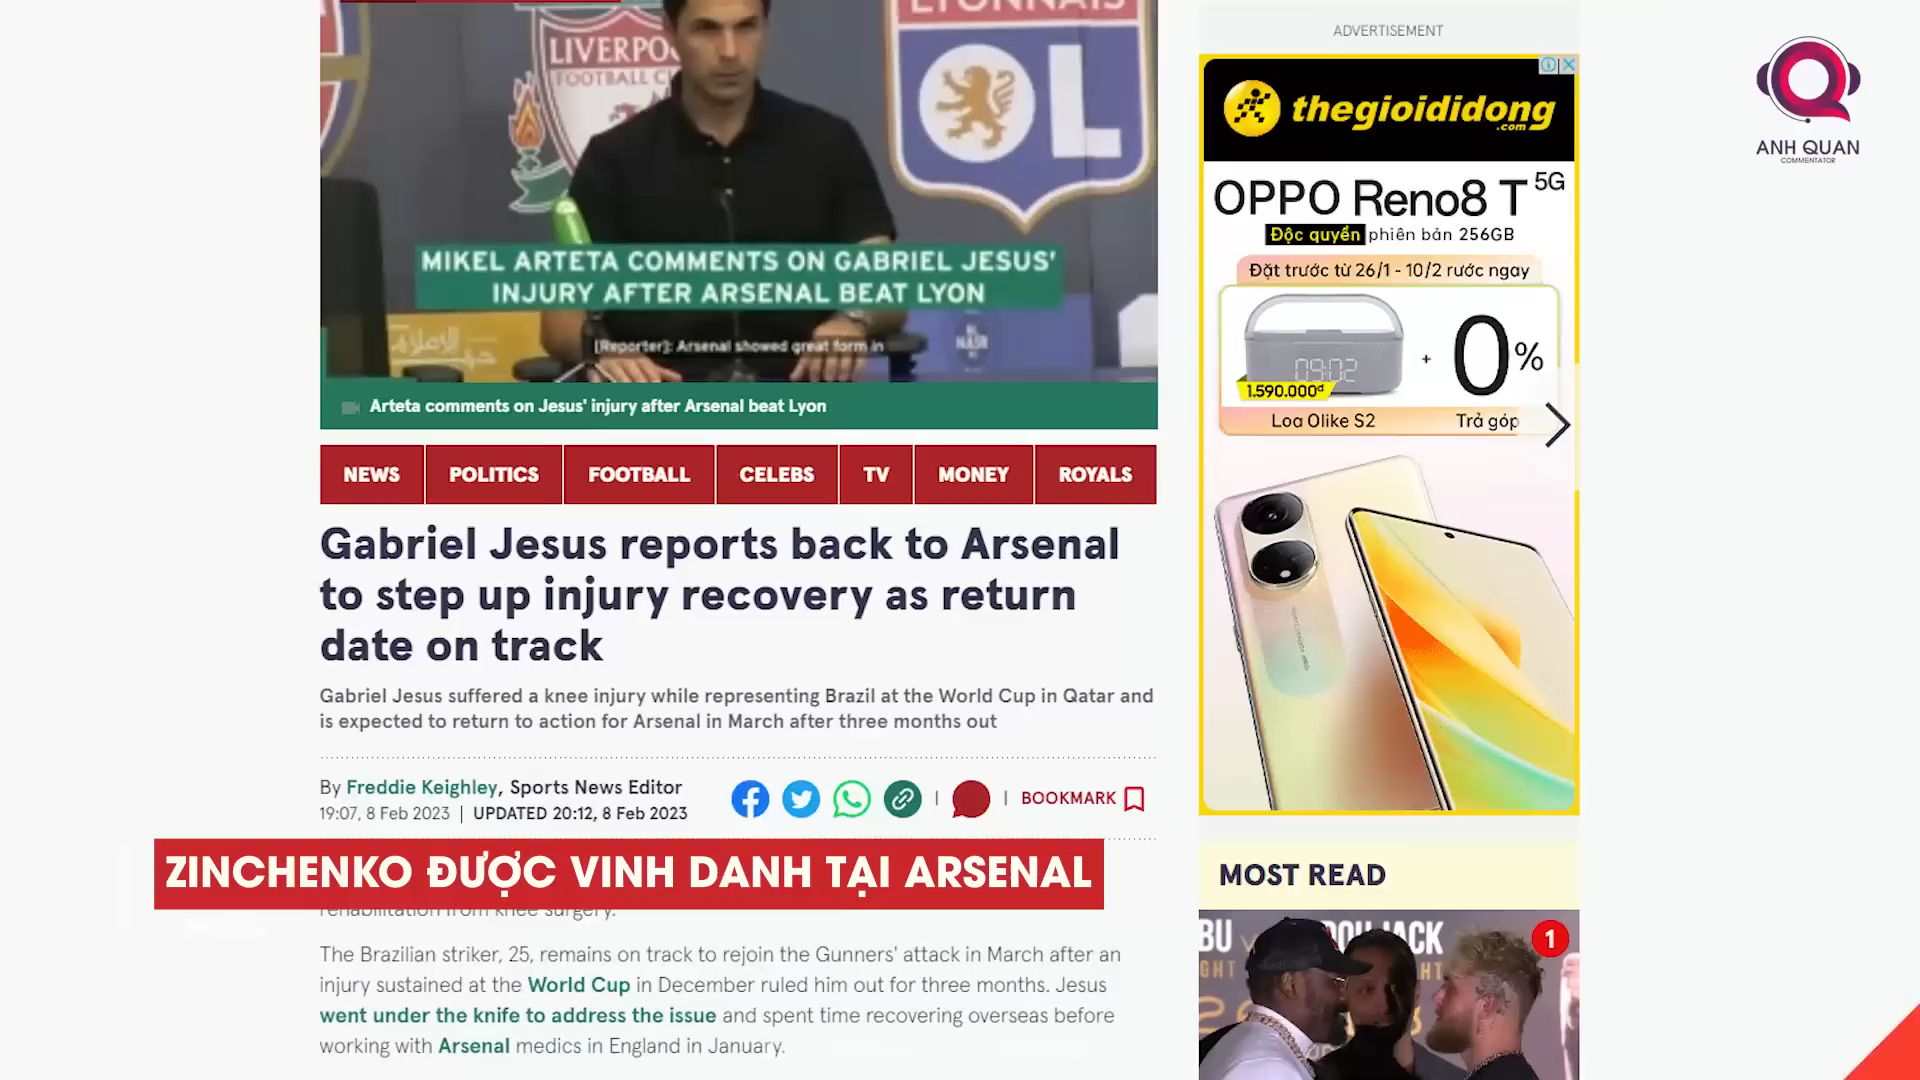 LYONNAIS
LIVERPO
FOOTBALL CL
OL
MIKEL ARTETA COMMENTS ON GABRIEL JESUS'
INJURY AFTER ARSENAL BEAT LYON
[Reporter]: Arsenal showed great form in
Arteta comments on Jesus' injury after Arsenal beat Lyon
NEWS POLITICS FOOTBALL CELEBS TV MONEY ROYALS
Gabriel Jesus reports back to Arsenal
to step up injury recovery as return
date on track
Gabriel Jesus suffered a knee injury while representing Brazil at the World Cup in Qatar and
is expected to return to action for Arsenal in March after three months out
By Freddie Keighley, Sports News Editor
19:07, 8 Feb 2023 | UPDATED 20:12, 8 Feb 2023
BOOKMARK
ZINCHENKO ĐƯỢC VINH DANH TẠI ARSENAL
rehabilitation from knee surgery.
The Brazilian striker, 25, remains on track to rejoin the Gunners' attack in March after an
injury sustained at the World Cup in December ruled him out for three months. Jesus
went under the knife to address the issue and spent time recovering overseas before
working with Arsenal medics in England in January.
ADVERTISEMENT
thegioididong
.com
OPPO Reno8 T 5G
Độc quyền phiên bản 256GB
Đặt trước từ 26/1 - 10/2 rước ngay
09:02
1.590.000đ
+
0%
Loa Olike S2
Trả góp
MOST READ
1
ANH QUAN
COMMENTATOR